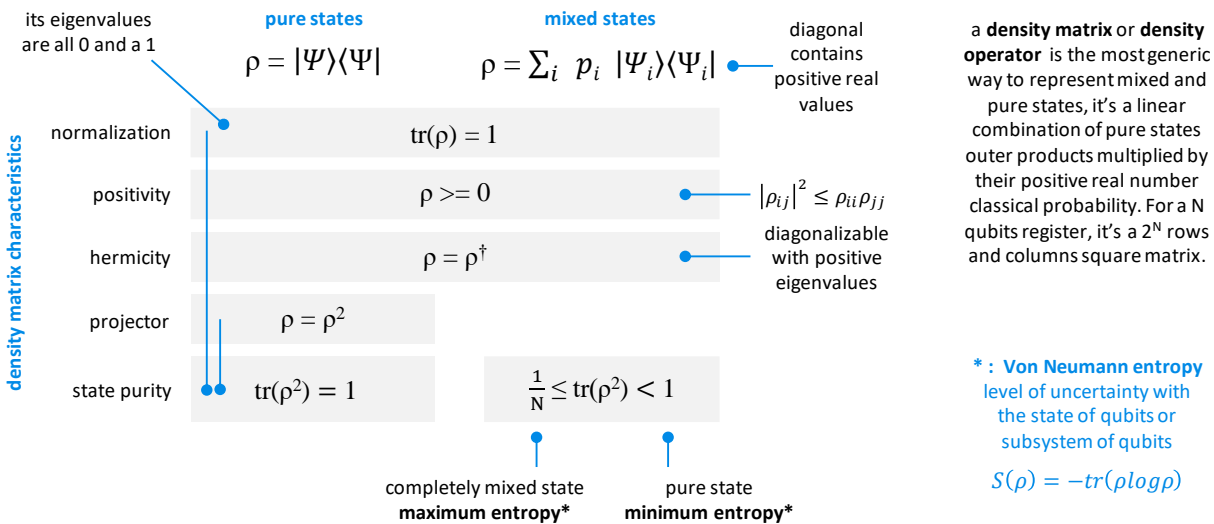 its eigenvalues
are all 0 and a 1
pure states
ρ = |Ψ⟩⟨Ψ|
mixed states
ρ = ∑ᵢ pᵢ |Ψᵢ⟩⟨Ψᵢ|
diagonal
contains
positive real
values
density matrix characteristics
normalization
tr(ρ) = 1
positivity
ρ >= 0
|ρᵢⱼ|² ≤ ρᵢᵢρⱼⱼ
hermicity
ρ = ρ†
diagonalizable
with positive
eigenvalues
projector
ρ = ρ²
state purity
tr(ρ²) = 1
1/N ≤ tr(ρ²) < 1
completely mixed state
maximum entropy*
pure state
minimum entropy*
a density matrix or density
operator is the most generic
way to represent mixed and
pure states, it’s a linear
combination of pure states
outer products multiplied by
their positive real number
classical probability. For a N
qubits register, it’s a 2ᴺ rows
and columns square matrix.
* : Von Neumann entropy
level of uncertainty with
the state of qubits or
subsystem of qubits
S(ρ) = −tr(ρlogρ)